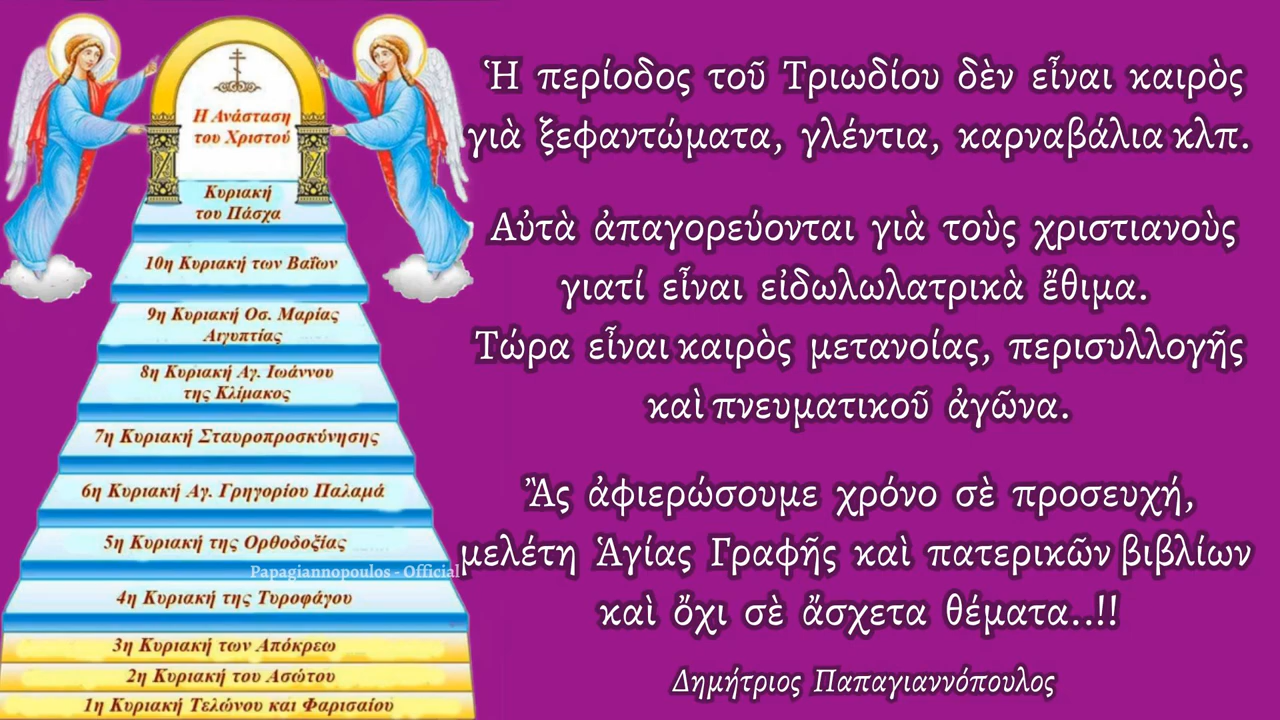 Η Ανάσταση
του Χριστού
Κυριακή
του Πάσχα
10η Κυριακή των Βαΐων
9η Κυριακή Οσ. Μαρίας
Αιγυπτίας
8η Κυριακή Αγ. Ιωάννου
της Κλίμακος
7η Κυριακή Σταυροπροσκύνησης
6η Κυριακή Αγ. Γρηγορίου Παλαμά
5η Κυριακή της Ορθοδοξίας
4η Κυριακή της Τυροφάγου
3η Κυριακή των Απόκρεω
2η Κυριακή του Ασώτου
1η Κυριακή Τελώνου και Φαρισαίου
Papagiannopoulos - Official
Ἡ περίοδος τοῦ Τριωδίου δὲν εἶναι καιρὸς
γιὰ ξεφαντώματα, γλέντια, καρναβάλια κλπ.
Αὐτὰ ἀπαγορεύονται γιὰ τοὺς χριστιανοὺς
γιατί εἶναι εἰδωλωλατρικὰ ἔθιμα.
Τώρα εἶναι καιρὸς μετανοίας, περισυλλογῆς
καὶ πνευματικοῦ ἀγῶνα.
Ἂς ἀφιερώσουμε χρόνο σὲ προσευχή,
μελέτη Ἁγίας Γραφῆς καὶ πατερικῶν βιβλίων
καὶ ὄχι σὲ ἄσχετα θέματα..!!
Δημήτριος Παπαγιαννόπουλος